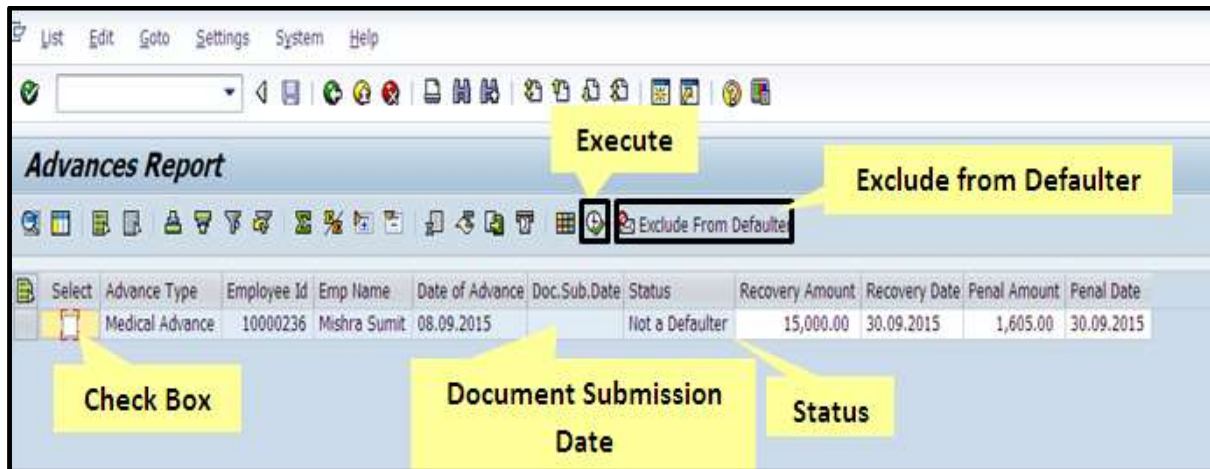 List Edit Goto Settings System Help
Execute
Advances Report
Exclude from Defaulter
Exclude From Defaulter
Select Advance Type Employee Id Emp Name Date of Advance Doc.Sub.Date Status Recovery Amount Recovery Date Penal Amount Penal Date
Medical Advance 10000236 Mishra Sumit 08.09.2015 Not a Defaulter 15,000.00 30.09.2015 1,605.00 30.09.2015
Check Box
Document Submission
Date
Status